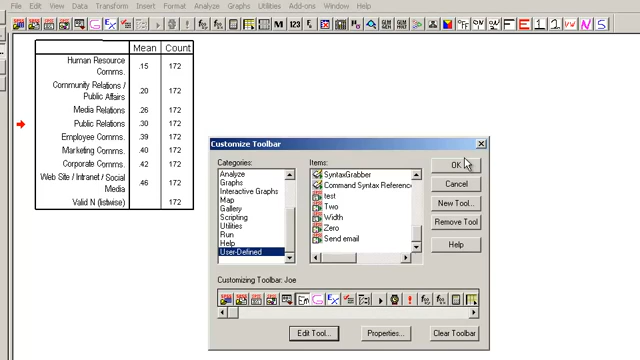 File Edit View Data Transform Insert Format Analyze Graphs Utilities Add-ons Window Help
Mean Count
Human Resource
Comms. .15 172
Community Relations /
Public Affairs .20 172
Media Relations .26 172
Public Relations .30 172
Employee Comms. .39 172
Marketing Comms. .40 172
Corporate Comms. .42 172
Web Site / Intranet / Social
Media .46 172
Valid N (listwise) 172
Customize Toolbar
Categories: Items:
Analyze
Graphs
Interactive Graphs
Map
Gallery
Scripting
Utilities
Run
Help
User-Defined
SyntaxGrabber
Command Syntax Reference
test
Two
Width
Zero
Send email
OK
Cancel
New Tool...
Remove Tool
Help
Customizing Toolbar: Joe
Edit Tool... Properties... Clear Toolbar